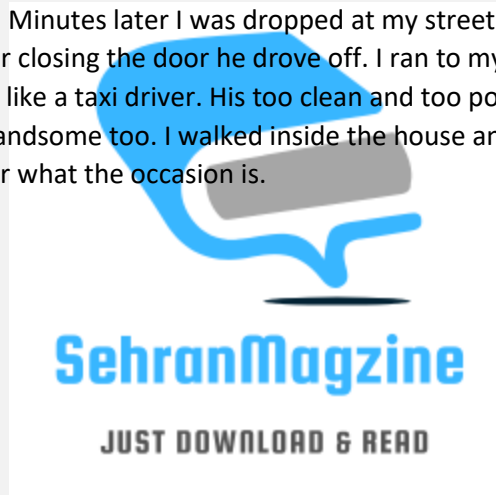 Minutes later I was dropped at my street
r closing the door he drove off. I ran to my
like a taxi driver. His too clean and too po
andsome too. I walked inside the house an
r what the occasion is.
SehranMagzine
JUST DOWNLOAD & READ